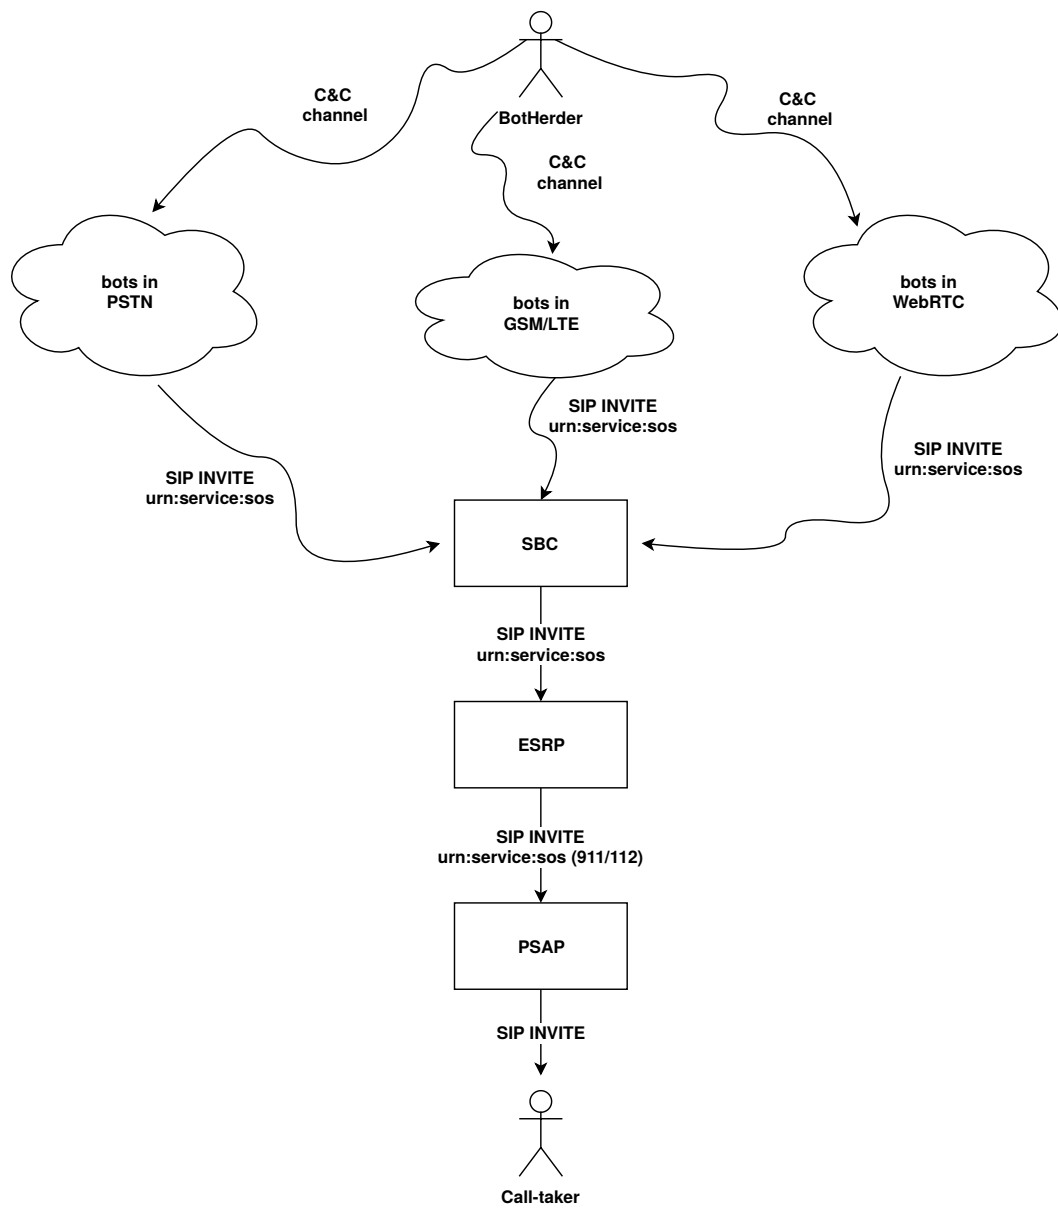 C&C
channel
BotHerder
C&C
channel
C&C
channel
bots in
PSTN
bots in
GSM/LTE
bots in
WebRTC
SIP INVITE
urn:service:sos
SIP INVITE
urn:service:sos
SIP INVITE
urn:service:sos
SBC
SIP INVITE
urn:service:sos
ESRP
SIP INVITE
urn:service:sos (911/112)
PSAP
SIP INVITE
Call-taker